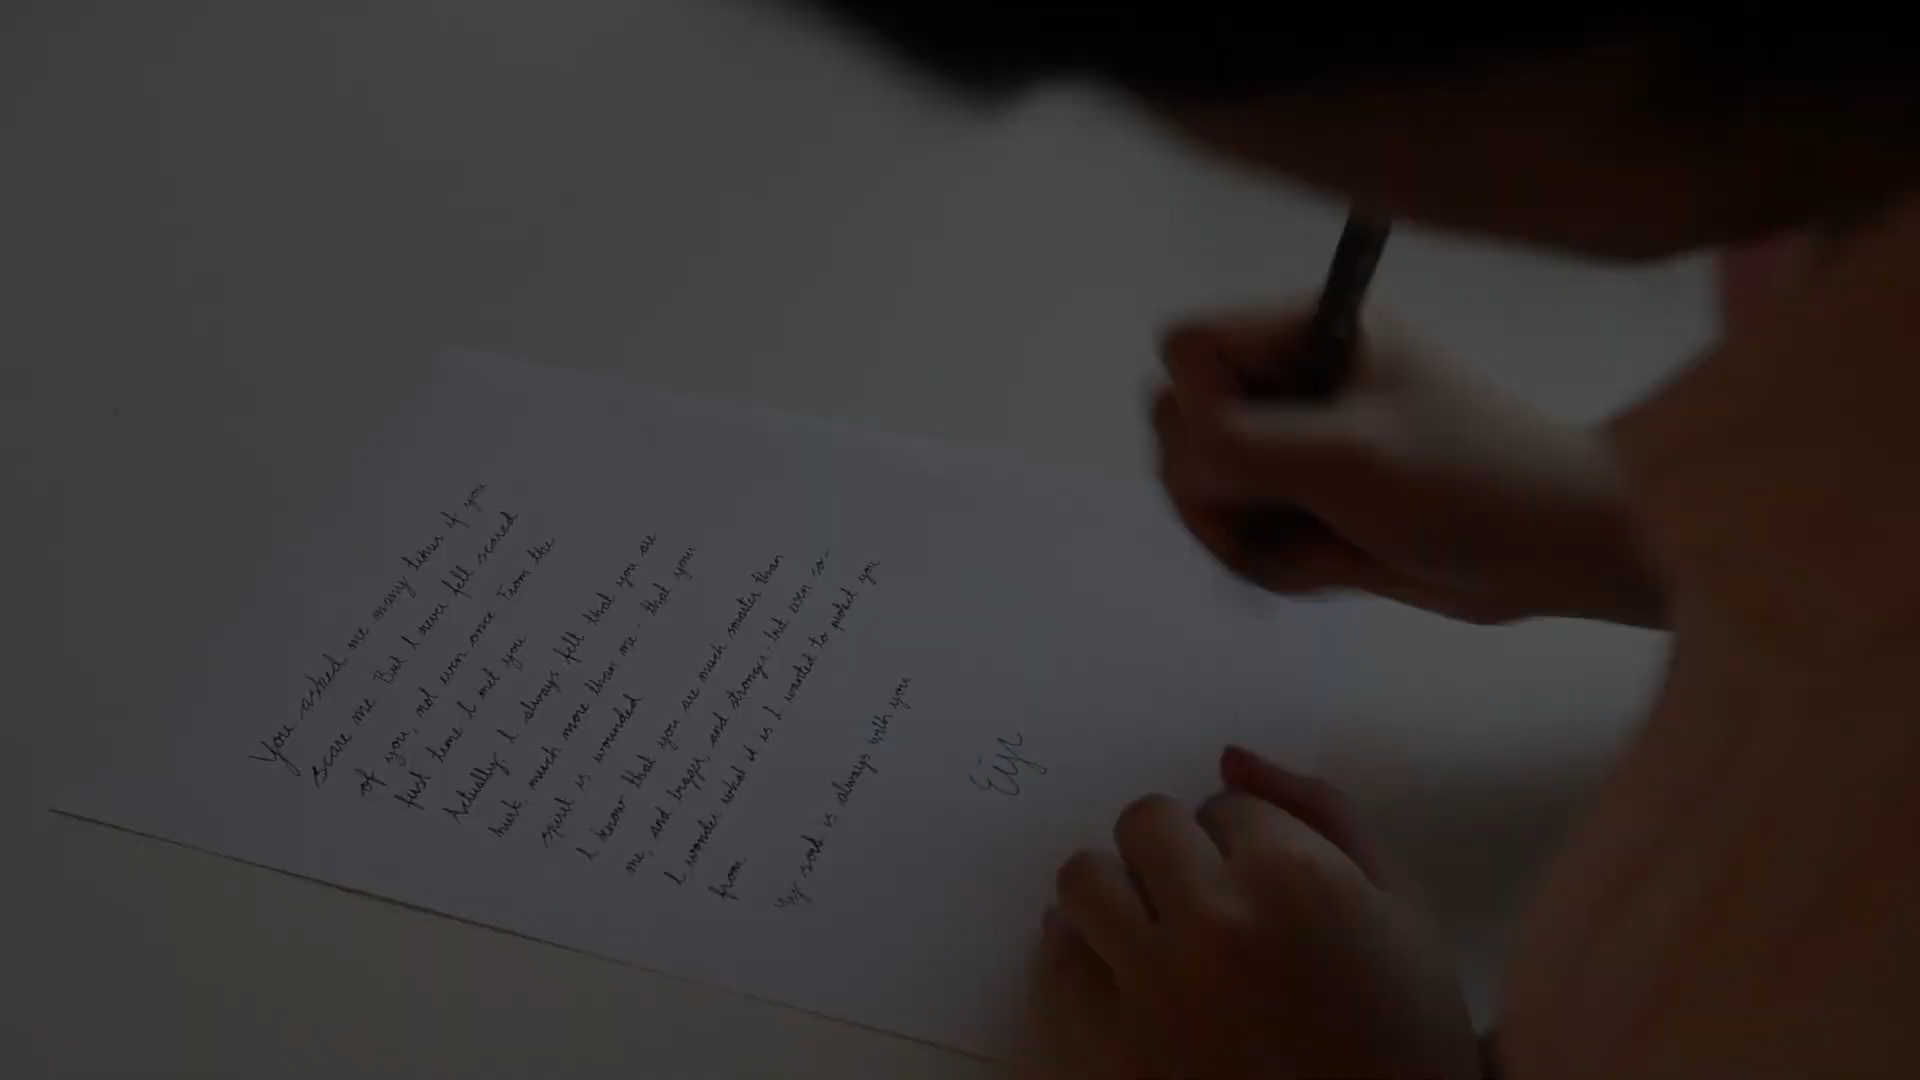 You asked me many times if you
scare me But I never felt scared
of you, not even once From the
first time I met you
Actually, I always felt that you are
hurt, much more than me - that your
spirit is wounded
I know that you are much smarter than
me, and bigger, and stronger - but even so -
I wonder what it is I wanted to protect you
from.
My soul is always with you
Eiji